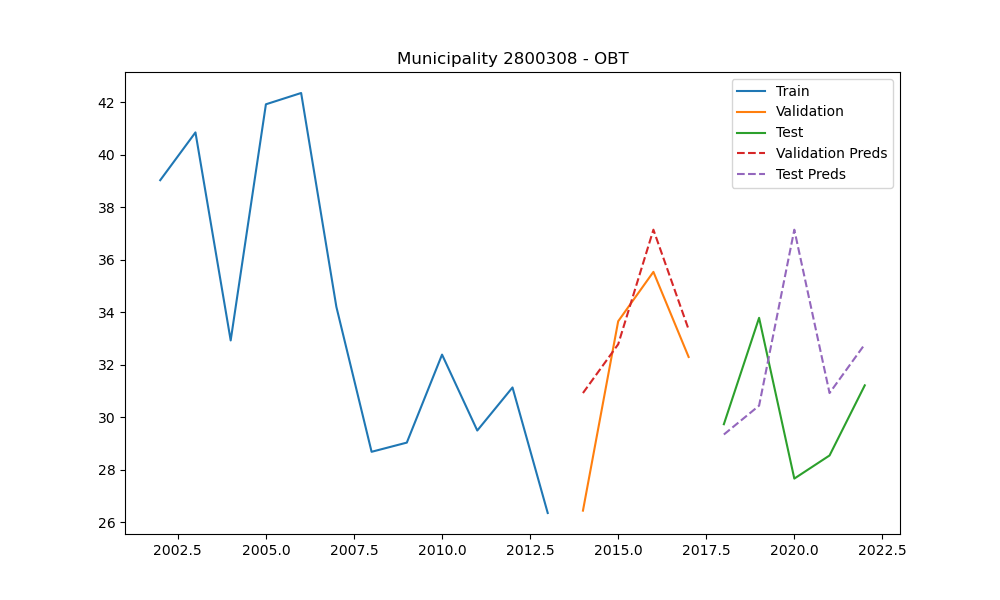 Municipality 2800308 - OBT
Train
Validation
Test
Validation Preds
Test Preds
42
40
38
36
34
32
30
28
26
2002.5 2005.0 2007.5 2010.0 2012.5 2015.0 2017.5 2020.0 2022.5